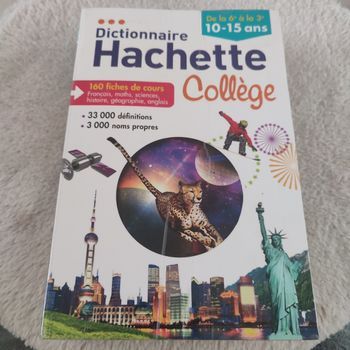 De la 6e à la 3e
10-15 ans
Dictionnaire
Hachette
Collège
160 fiches de cours
Français, maths, sciences,
histoire, géographie, anglais
• 33 000 définitions
• 3 000 noms propres